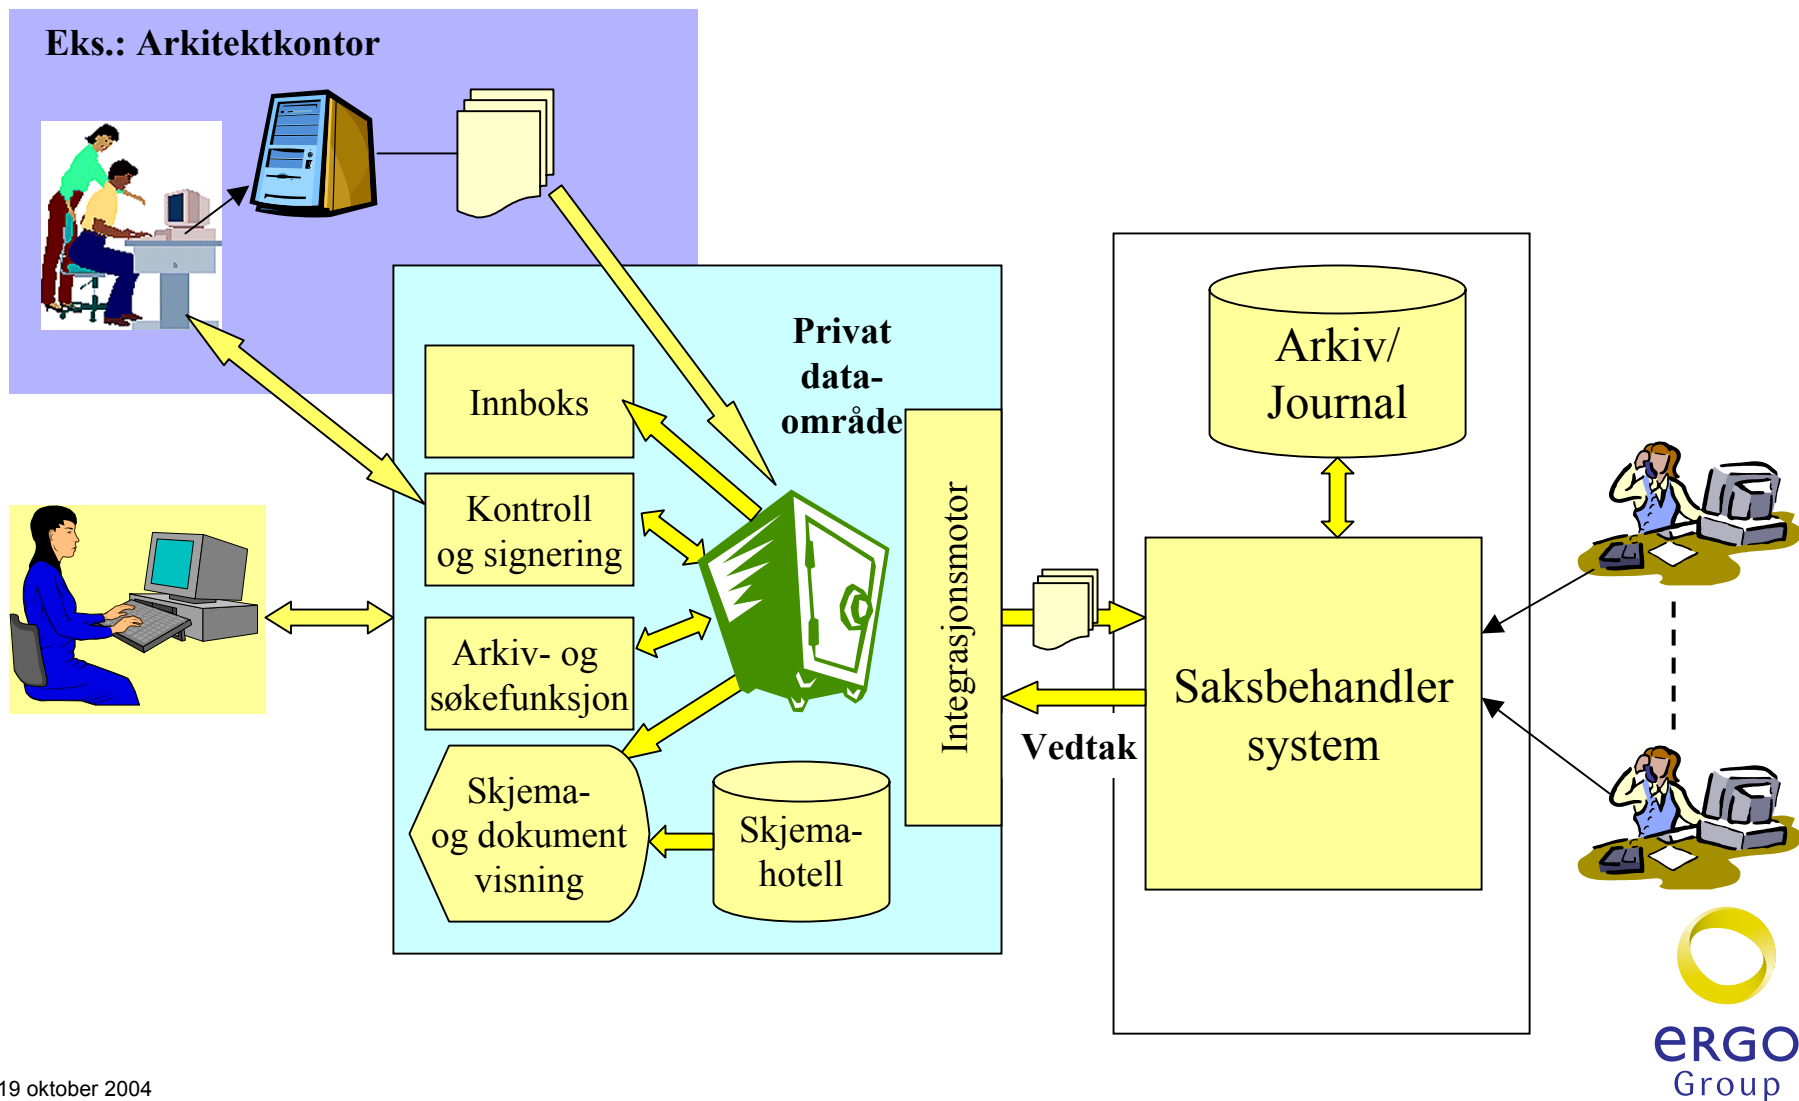 Eks.: Arkitektkontor
Privat
data-
område
Innboks
Kontroll
og signering
Arkiv- og
søkefunksjon
Skjema-
og dokument
visning
Skjema-
hotell
Integrasjonsmotor
Vedtak
Arkiv/
Journal
Saksbehandler
system
eRGO
Group
19 oktober 2004